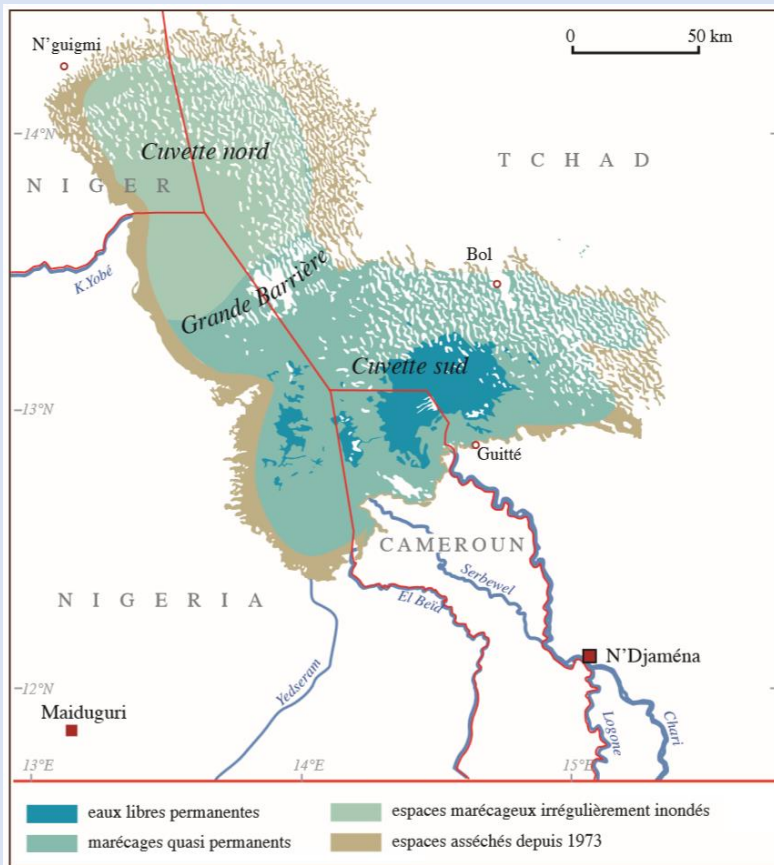 N'guigmi
0 50 km
14°N
Cuvette nord
T C H A D
N I G E R
K.Yobé
Bol
Grande Barrière
Cuvette sud
13°N
Guitté
CAMEROUN
Serbewel
N I G E R I A
El Beïd
N'Djaména
Yedseram
12°N
Maiduguri
Logone
Chari
13°E 14°E 15°E
eaux libres permanentes
espaces marécageux irrégulièrement inondés
marécages quasi permanents
espaces asséchés depuis 1973